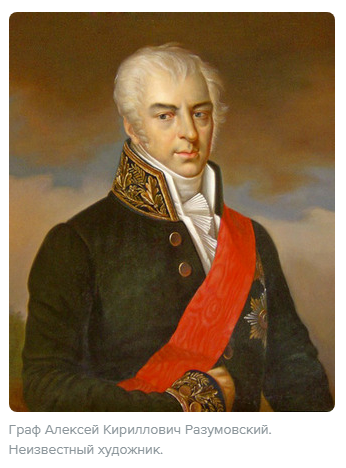 Граф Алексей Кириллович Разумовский.
Неизвестный художник.